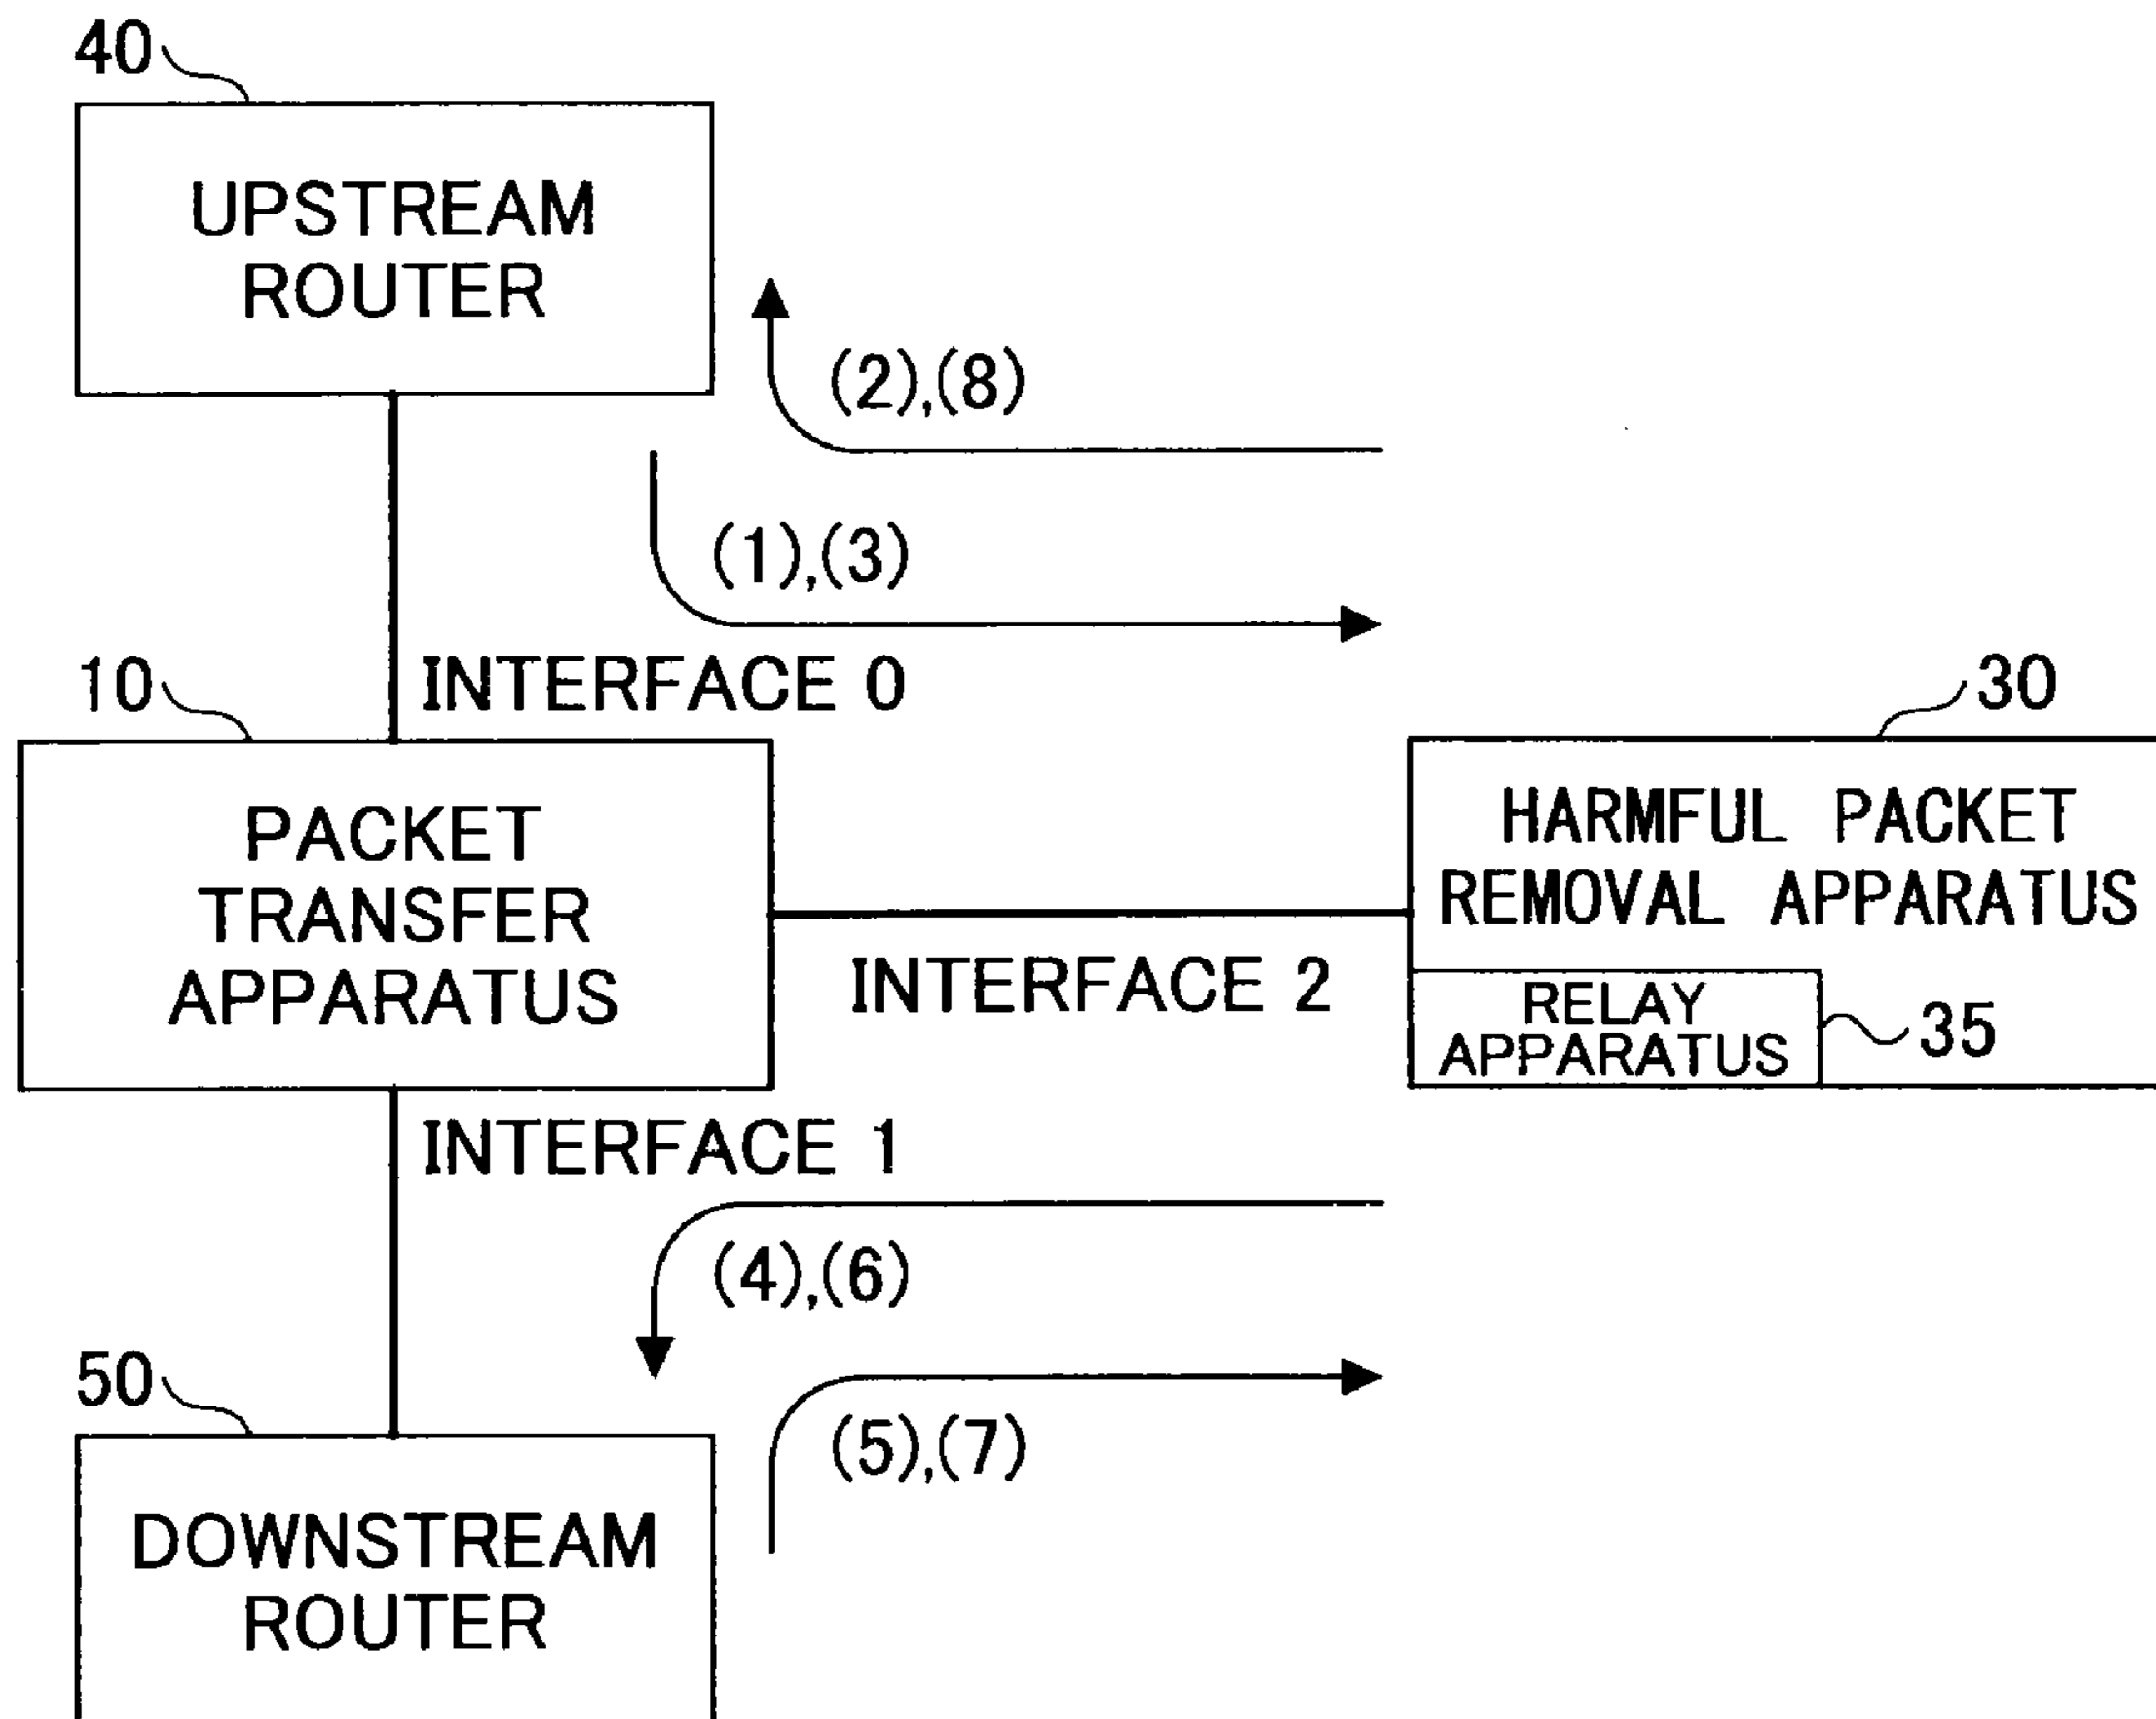 40
UPSTREAM
ROUTER
(2),(8)
(1),(3)
10
INTERFACE 0
30
PACKET
TRANSFER
APPARATUS
HARMFUL PACKET
REMOVAL APPARATUS
INTERFACE 2
RELAY
APPARATUS
35
INTERFACE 1
(4),(6)
50
(5),(7)
DOWNSTREAM
ROUTER